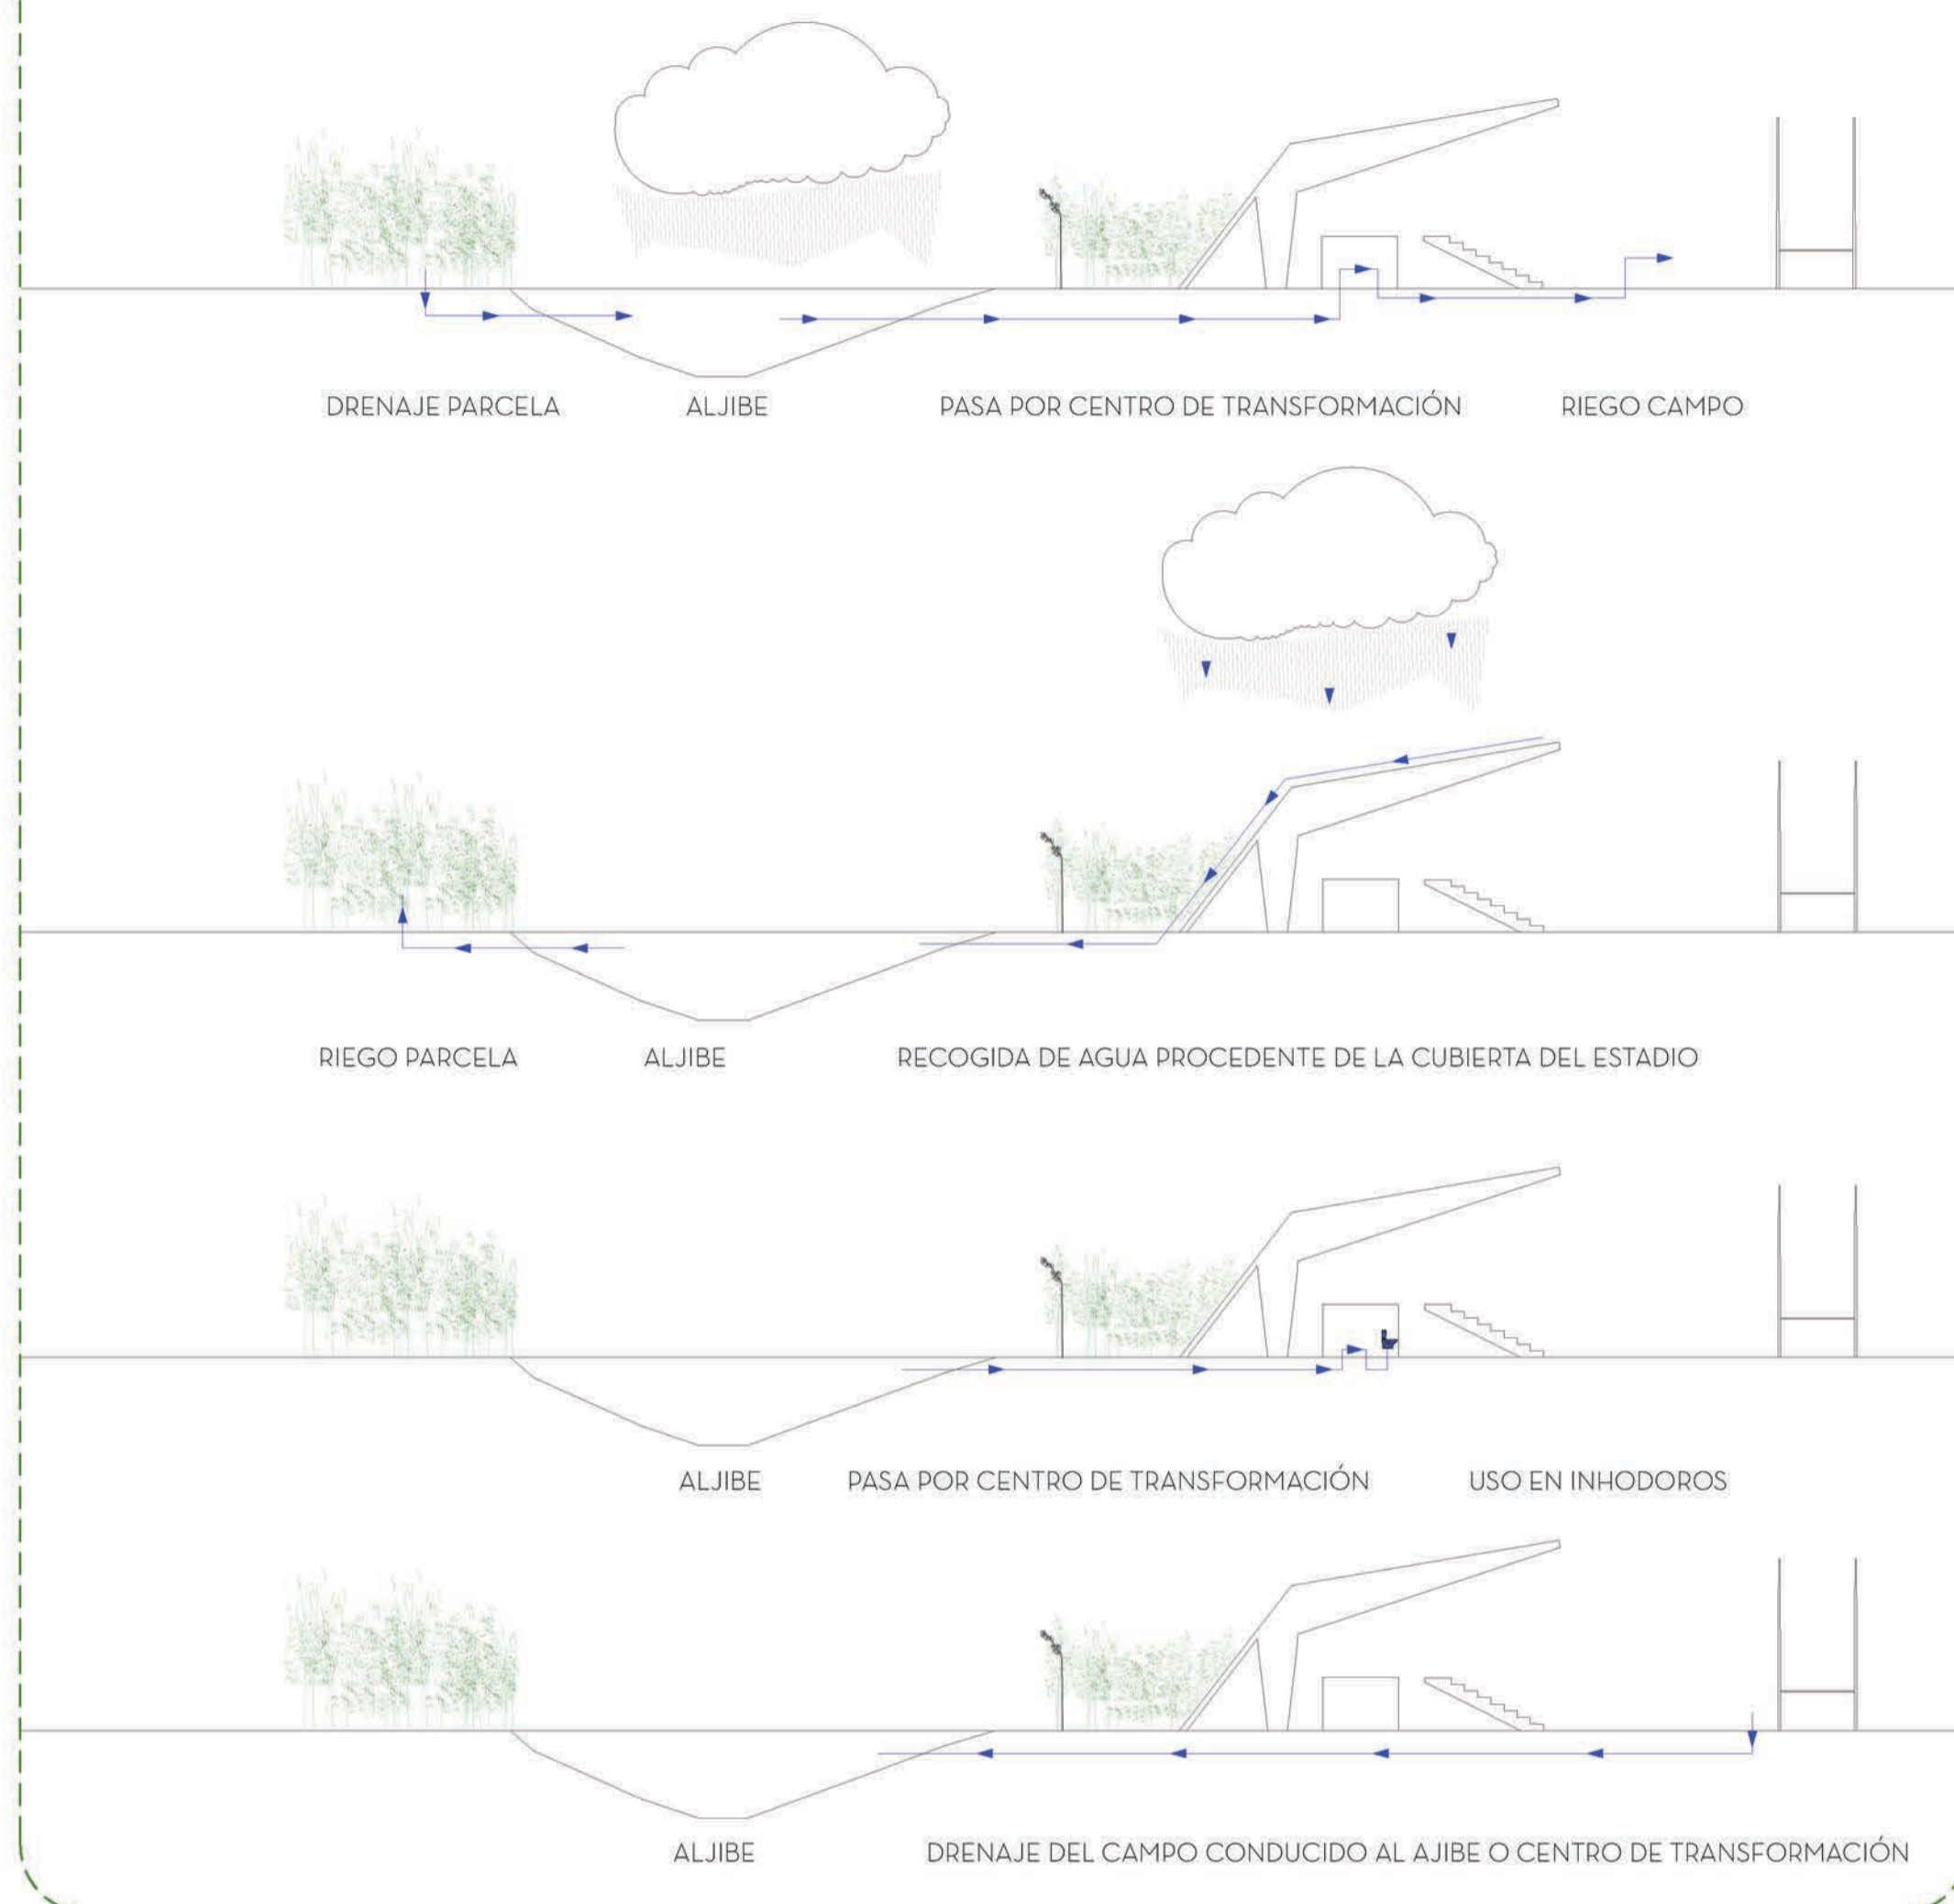 DRENAJE PARCELA ALJIBE PASA POR CENTRO DE TRANSFORMACIÓN RIEGO CAMPO
RIEGO PARCELA ALJIBE RECOGIDA DE AGUA PROCEDENTE DE LA CUBIERTA DEL ESTADIO
ALJIBE PASA POR CENTRO DE TRANSFORMACIÓN USO EN INHODOROS
ALJIBE DRENAJE DEL CAMPO CONDUCIDO AL AJIBE O CENTRO DE TRANSFORMACIÓN